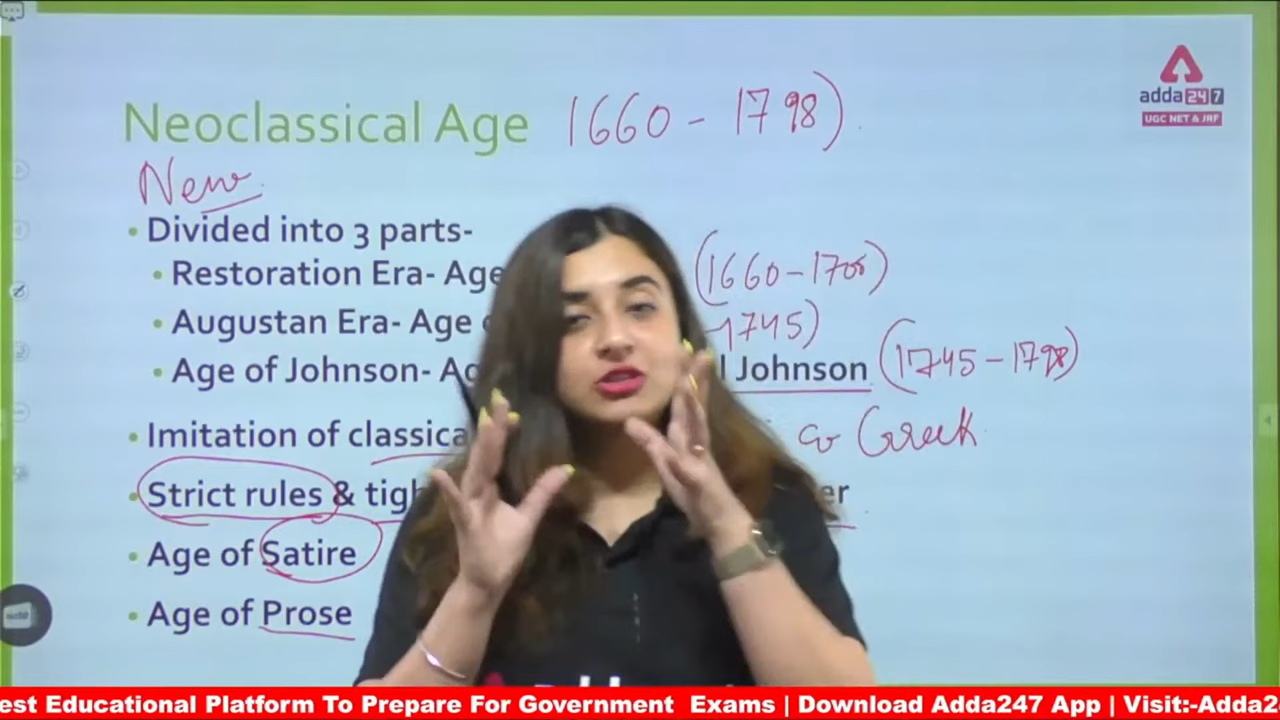 Neoclassical Age 1660 - 1798)
adda247
UGC NET & JRF
New
• Divided into 3 parts-
• Restoration Era- Age (1660-1700)
• Augustan Era- Age -1745)
• Age of Johnson- Johnson (1745-1798)
• Imitation of classica or Greek
• Strict rules & tigh
• Age of Satire
• Age of Prose
est Educational Platform To Prepare For Government Exams | Download Adda247 App | Visit:-Adda2